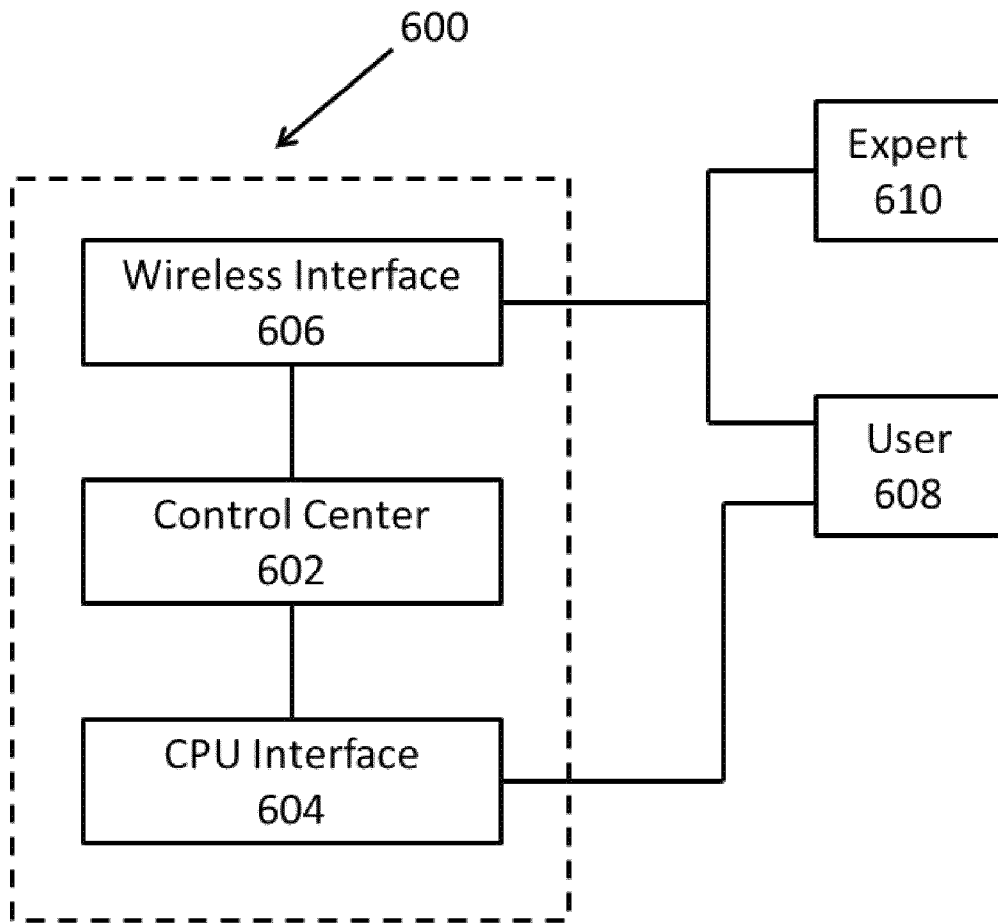 600
Expert
610
Wireless Interface
606
User
608
Control Center
602
CPU Interface
604